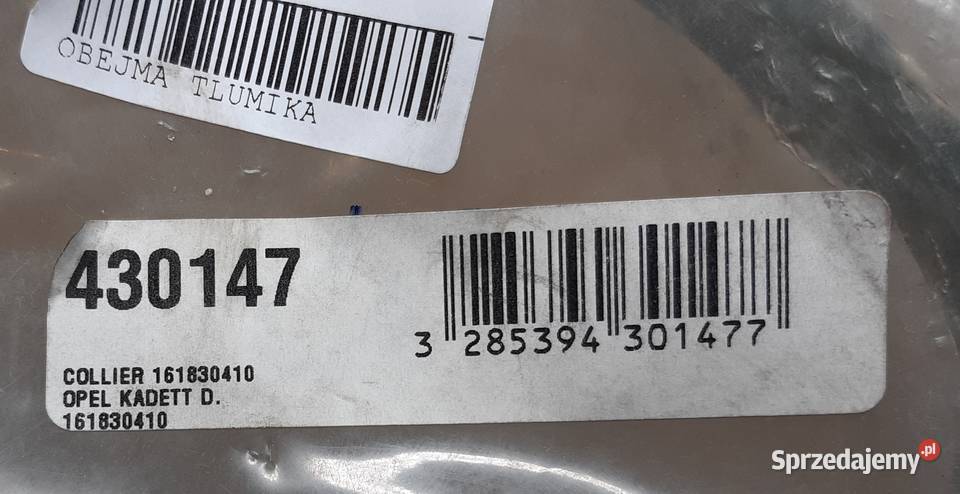 OBEJMA TLUMIKA
430147
3 285394 301477
COLLIER 161830410
OPEL KADETT D.
161830410
Sprzedajemy.pl